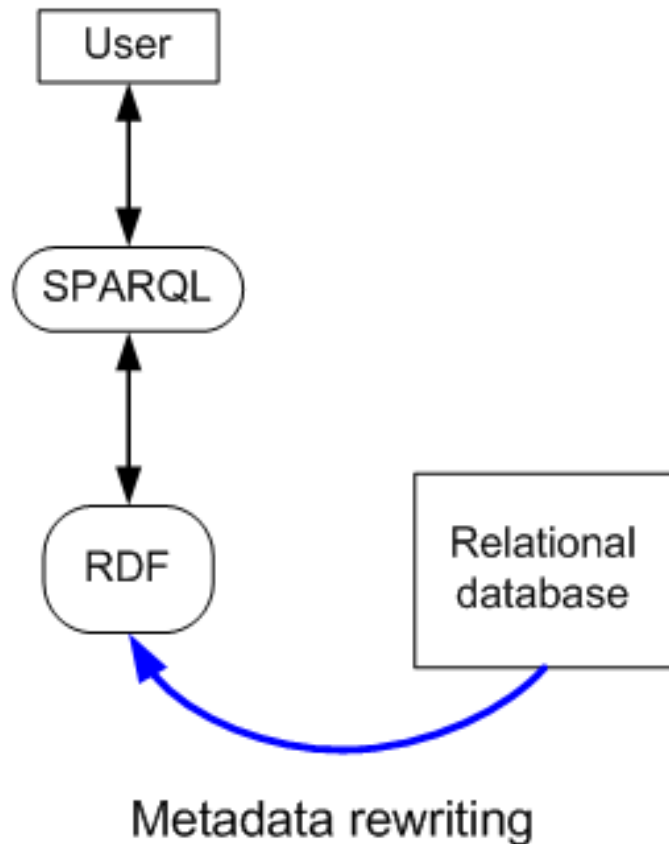 User
SPARQL
RDF
Relational
database
Metadata rewriting